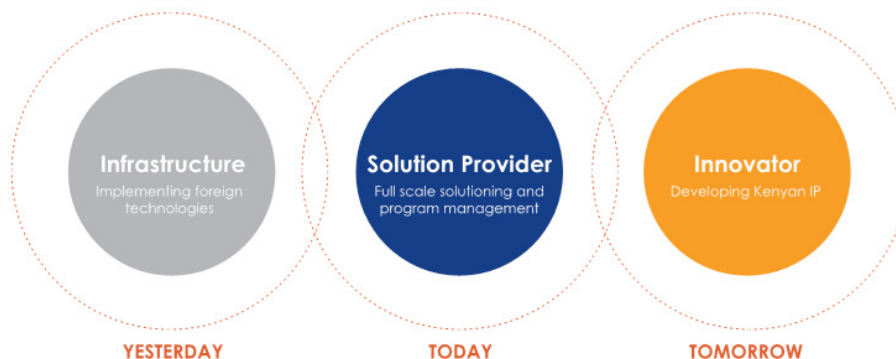 Infrastructure
Implementing foreign
technologies
Solution Provider
Full scale solutioning and
program management
Innovator
Developing Kenyan IP
YESTERDAY
TODAY
TOMORROW